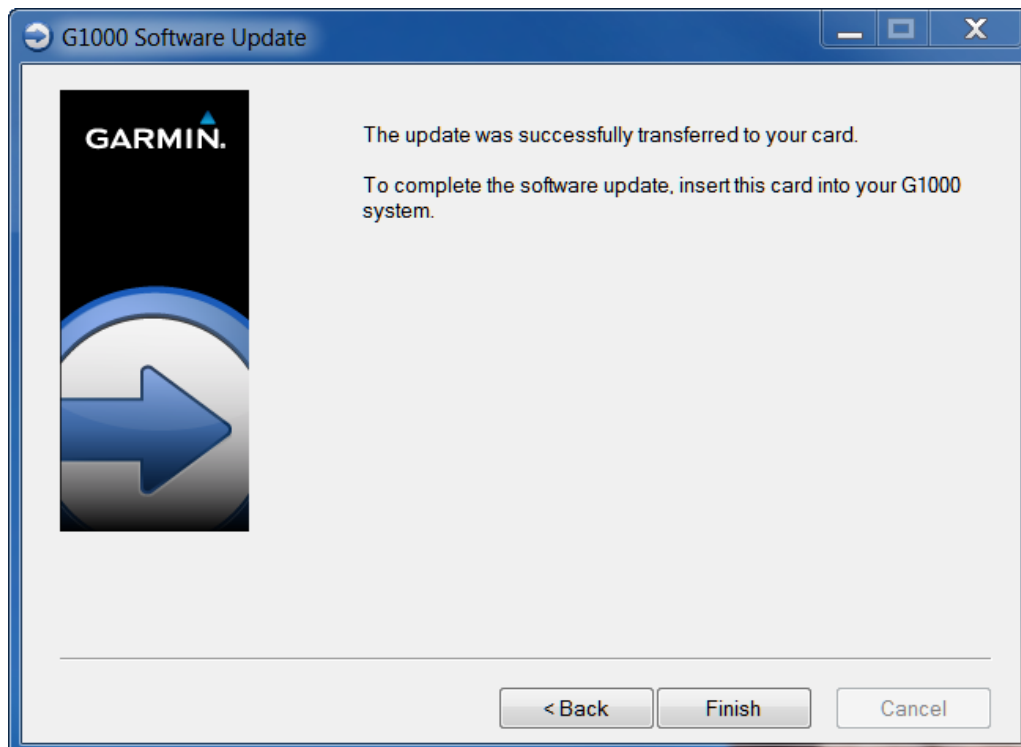 G1000 Software Update
GARMIN.
The update was successfully transferred to your card.
To complete the software update, insert this card into your G1000
system.
< Back
Finish
Cancel